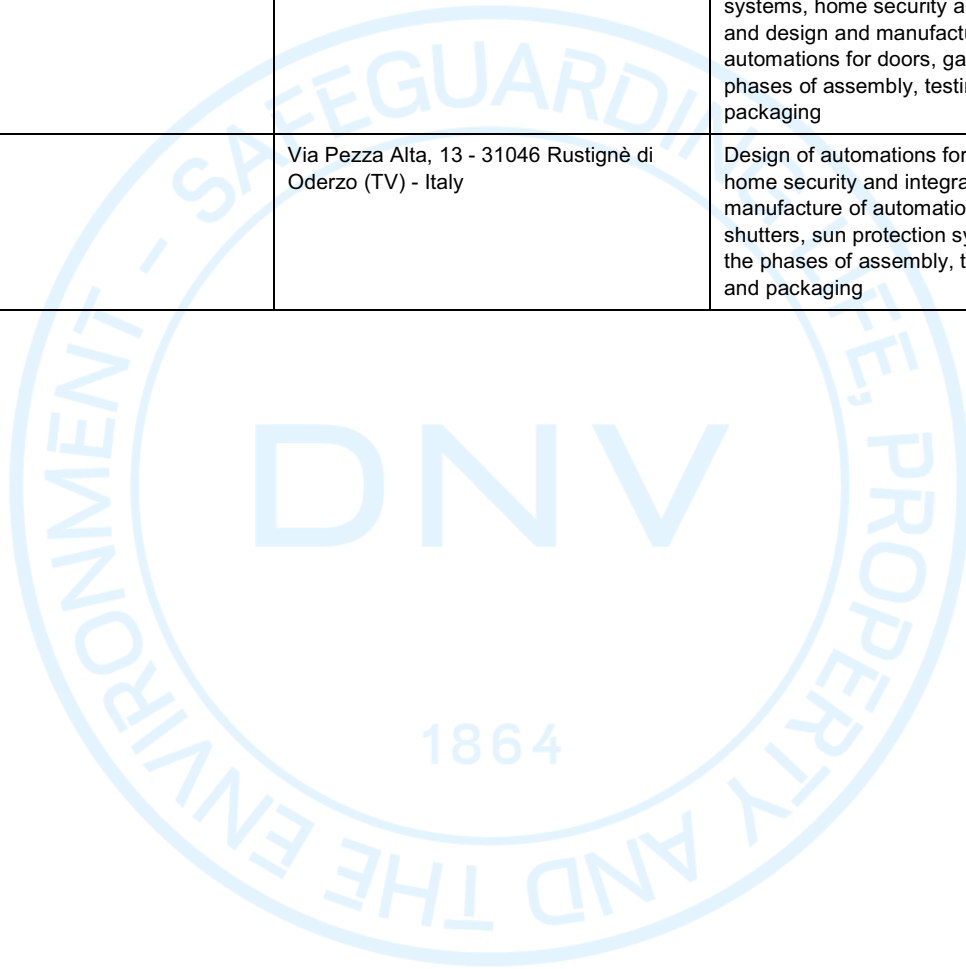 systems, home security a
and design and manufactu
automations for doors, ga
phases of assembly, testin
packaging
Via Pezza Alta, 13 - 31046 Rustignè di
Oderzo (TV) - Italy
Design of automations for
home security and integra
manufacture of automatio
shutters, sun protection sy
the phases of assembly, t
and packaging
SAFEGUARDING LIFE, PROPERTY AND THE ENVIRONMENT -
DNV
1864